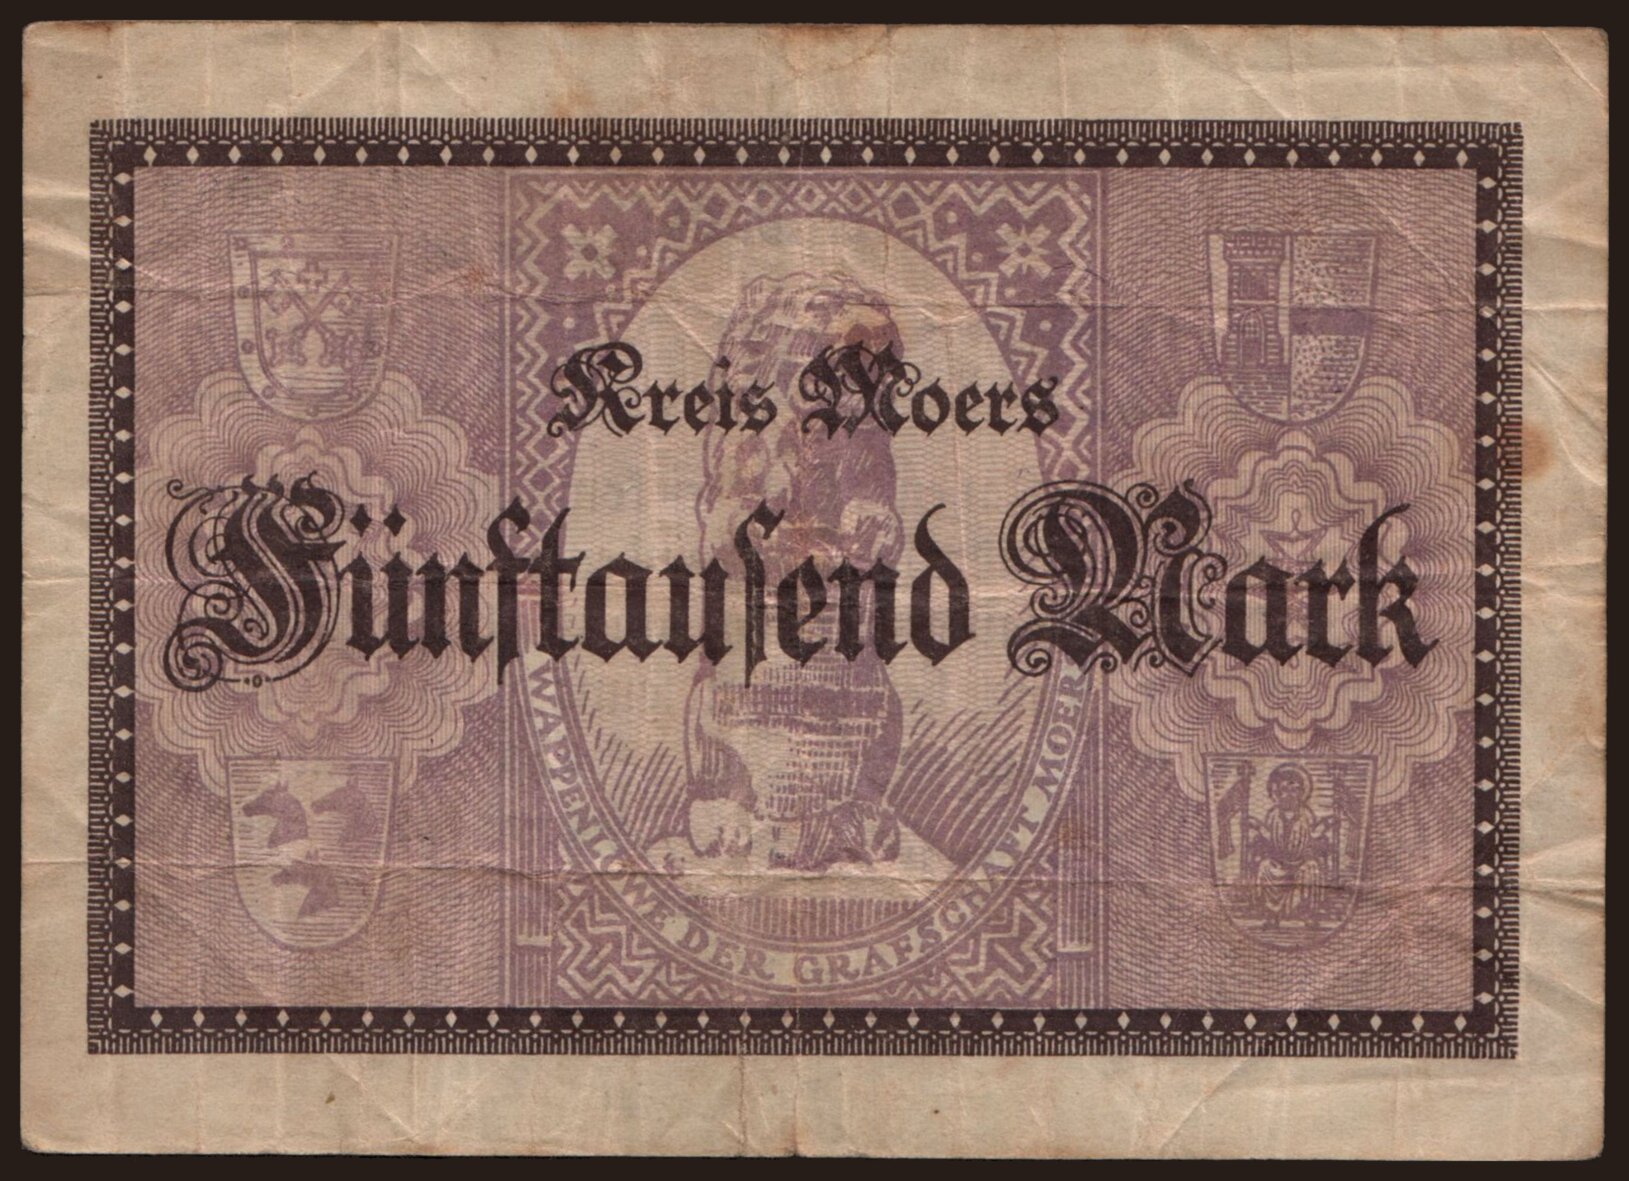 Kreis Moers
Fünftausend Mark
WAPPENLÖWE DER GRAFSCHAFT MOERS